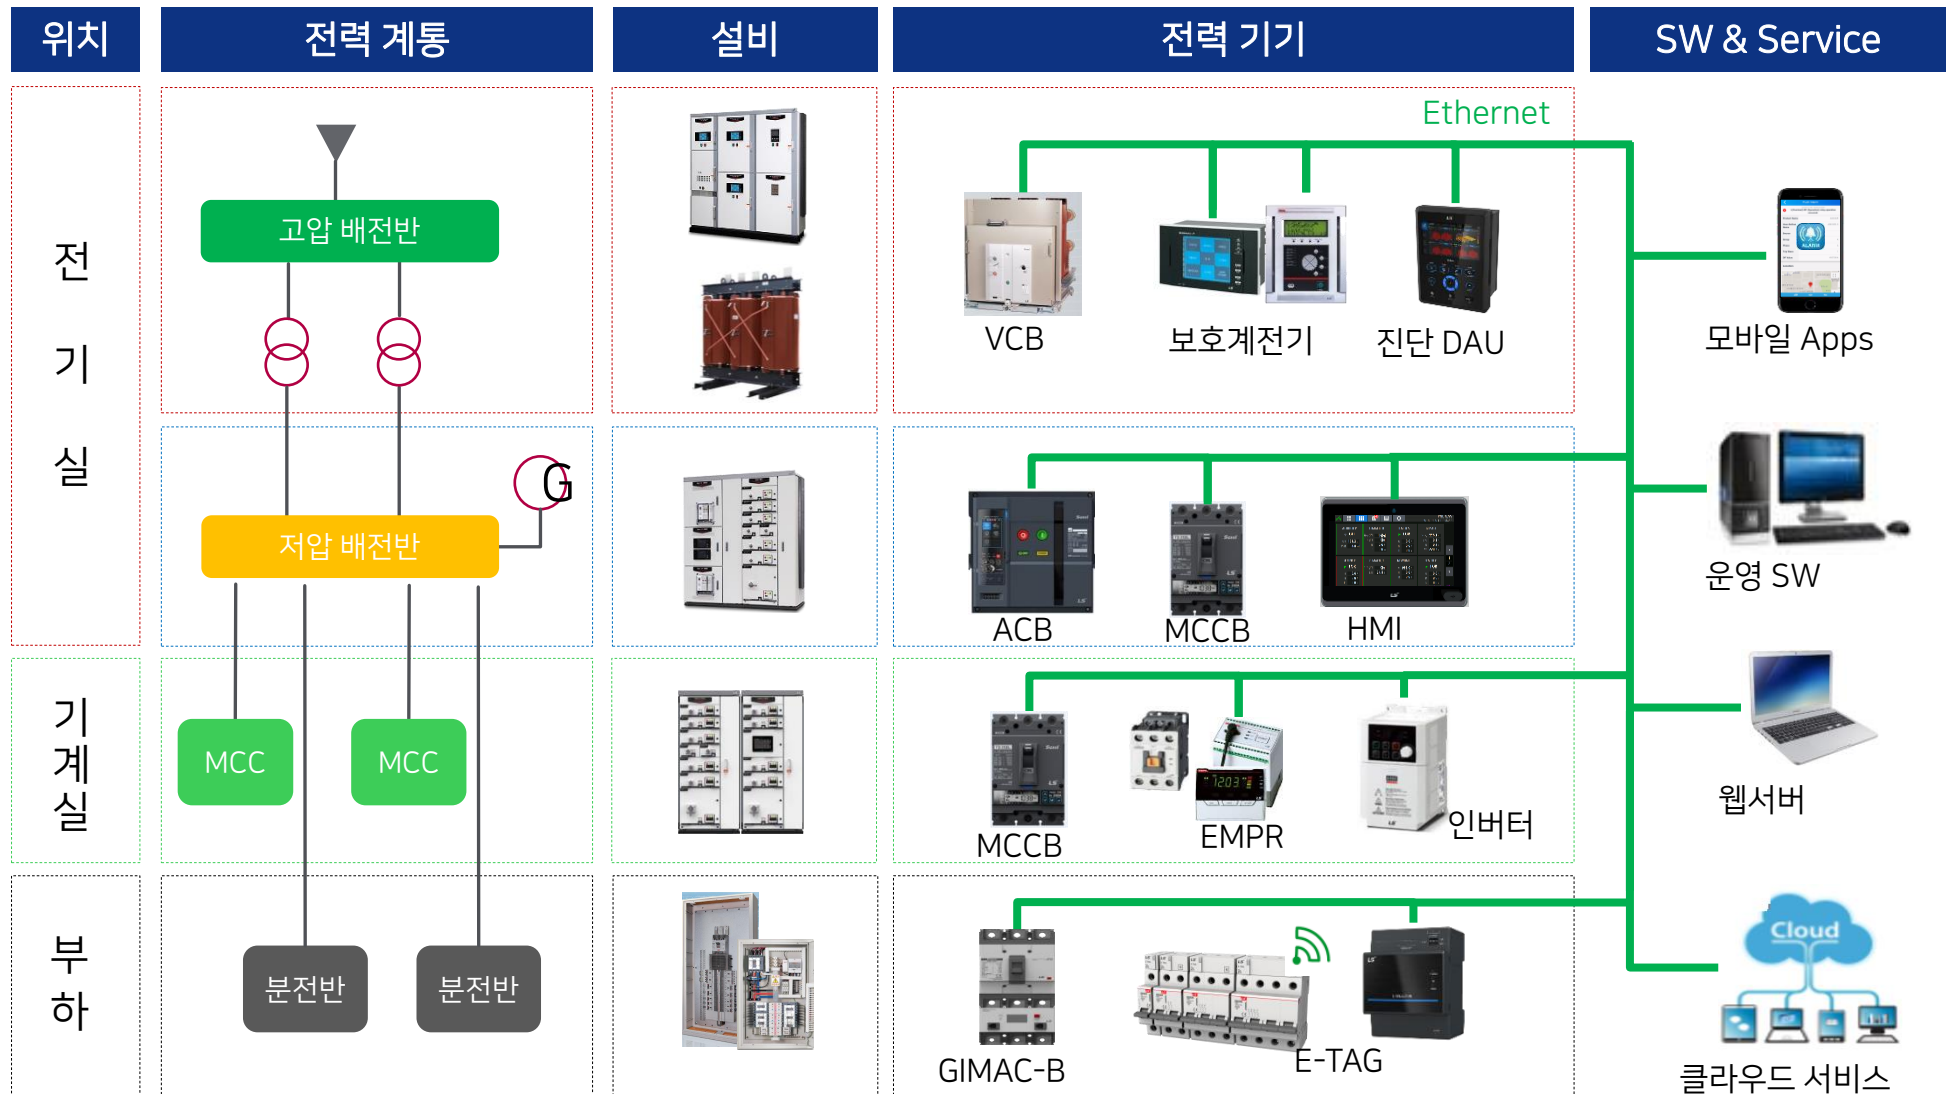 위치
전력 계통
설비
전력 기기
SW & Service
전
기
실
고압 배전반
Ethernet
VCB
보호계전기
진단 DAU
모바일 Apps
G
저압 배전반
ACB
MCCB
HMI
운영 SW
기
계
실
MCC
MCC
MCCB
EMPR
인버터
웹서버
부
하
분전반
분전반
GIMAC-B
E-TAG
Cloud
클라우드 서비스